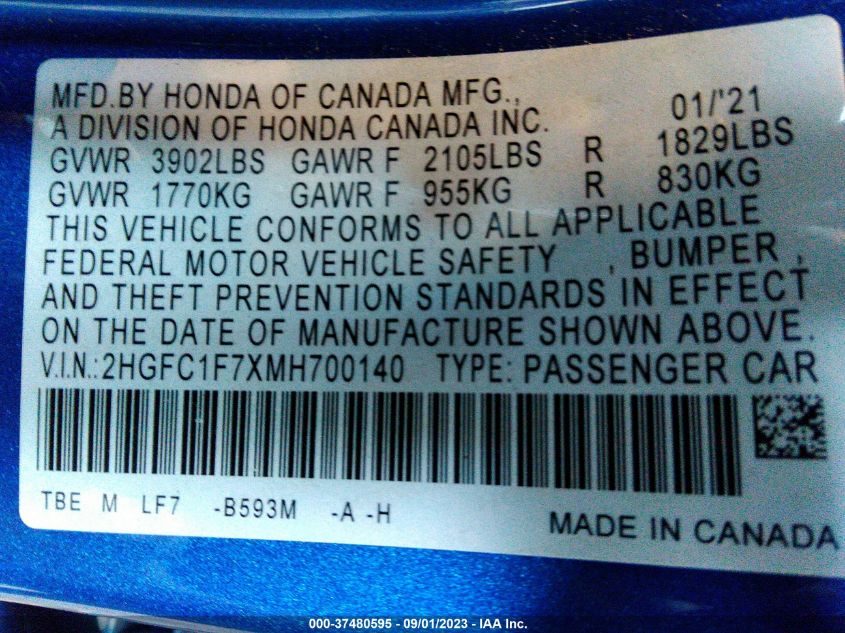 MFD.BY HONDA OF CANADA MFG., 01/'21
A DIVISION OF HONDA CANADA INC.
GVWR 3902LBS GAWR F 2105LBS R 1829LBS
GVWR 1770KG GAWR F 955KG R 830KG
THIS VEHICLE CONFORMS TO ALL APPLICABLE
FEDERAL MOTOR VEHICLE SAFETY , BUMPER ,
AND THEFT PREVENTION STANDARDS IN EFFECT
ON THE DATE OF MANUFACTURE SHOWN ABOVE.
V.I.N.: 2HGFC1F7XMH700140 TYPE: PASSENGER CAR
TBE M LF7 -B593M -A -H
MADE IN CANADA
000-37480595 - 09/01/2023 - IAA Inc.